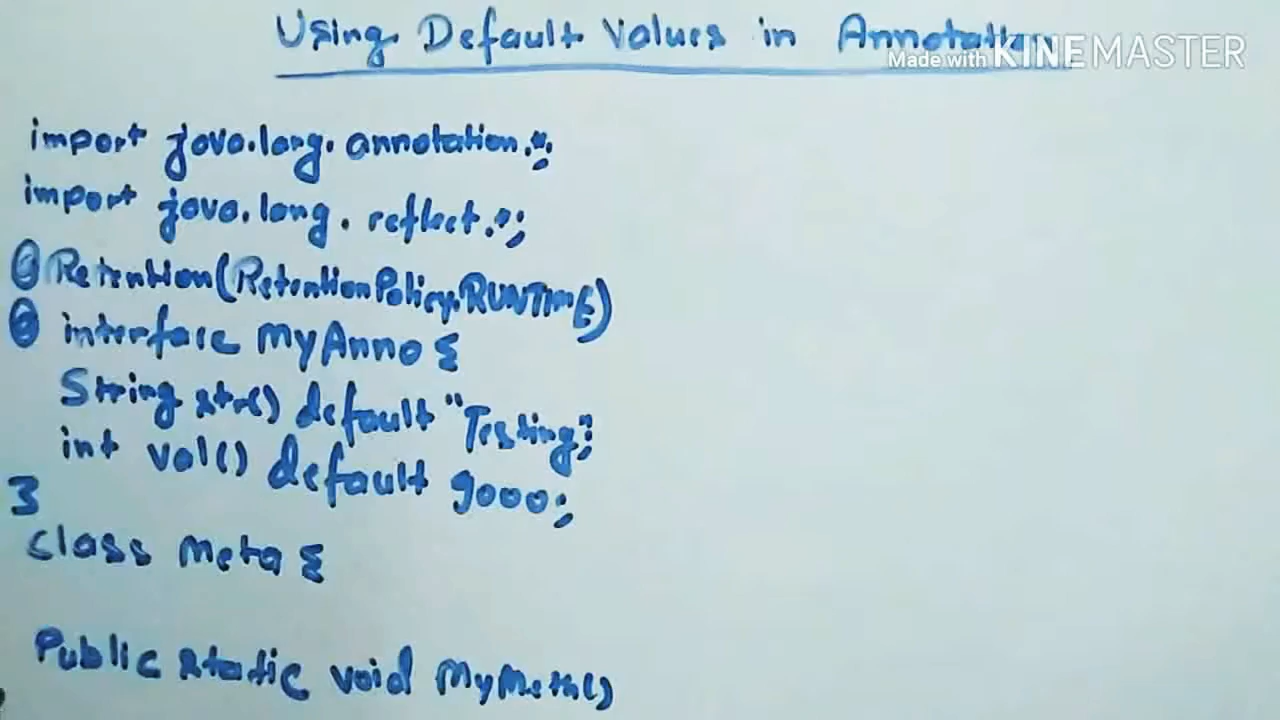 Using Default Values in Annotation
Made with KINEMASTER
import java.lang.annotation.*;
import java.lang.reflect.*;
@Retention(RetentionPolicy.RUNTIME)
@interface MyAnno {
String str() default "Testing";
int val() default 9000;
}
class Meta {
Public static void MyMeth()